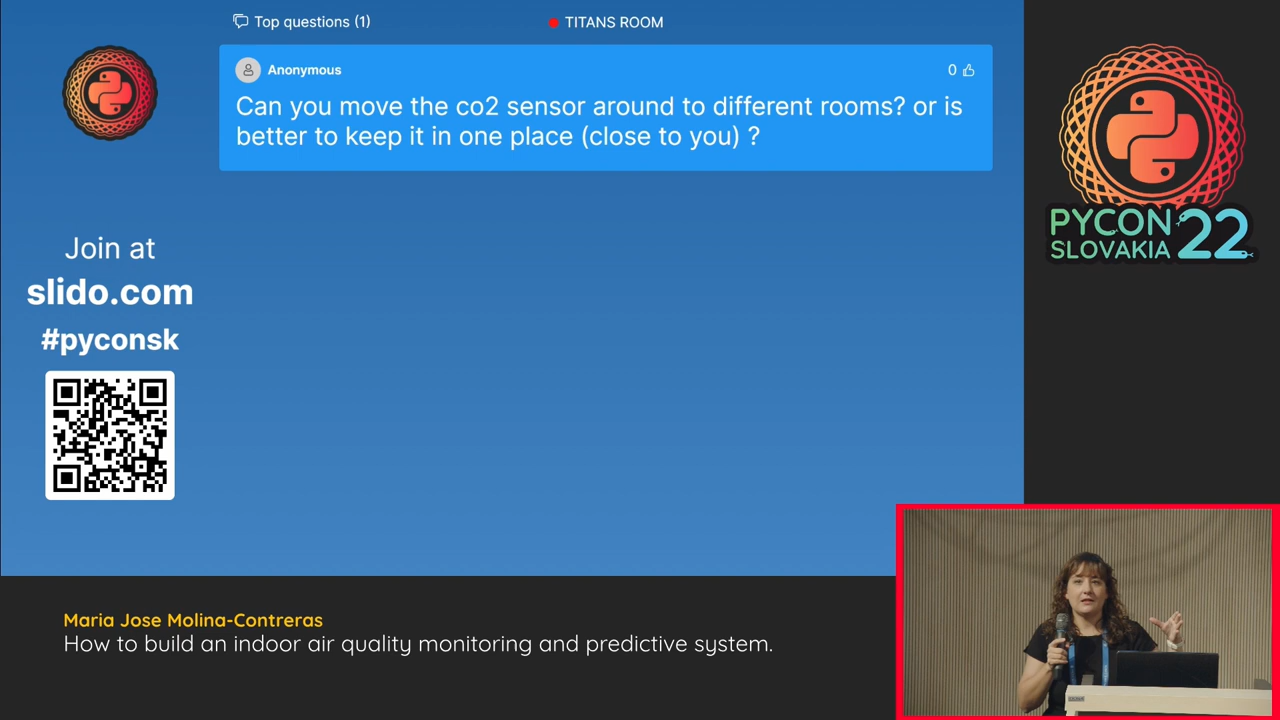 Top questions (1)
TITANS ROOM
Anonymous
0
Can you move the co2 sensor around to different rooms? or is
better to keep it in one place (close to you) ?
Join at
slido.com
#pyconsk
PYCON
SLOVAKIA
22
Maria Jose Molina-Contreras
How to build an indoor air quality monitoring and predictive system.